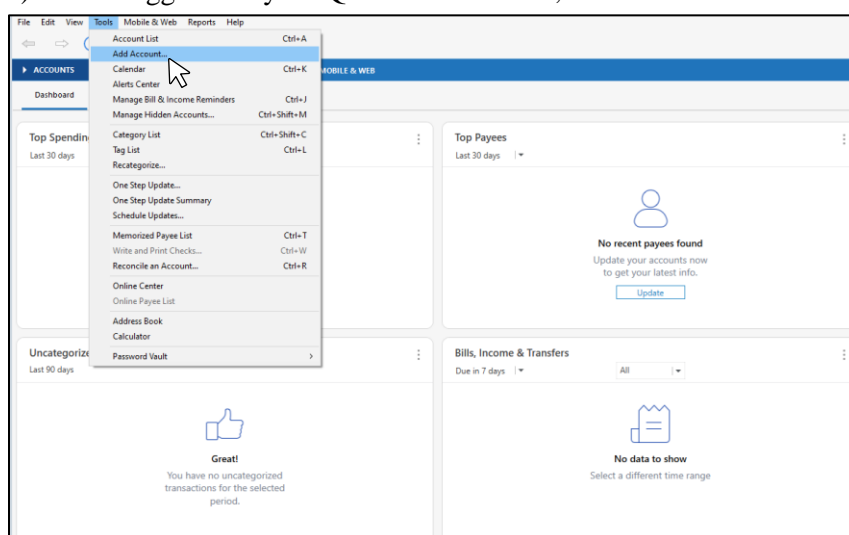 File Edit View Tools Mobile & Web Reports Help
Account List Ctrl+A
Add Account...
Calendar Ctrl+K
Alerts Center
Manage Bill & Income Reminders Ctrl+J
Manage Hidden Accounts... Ctrl+Shift+M
Category List Ctrl+Shift+C
Tag List Ctrl+L
Recategorize...
One Step Update...
One Step Update Summary
Schedule Updates...
Memorized Payee List Ctrl+T
Write and Print Checks... Ctrl+W
Reconcile an Account... Ctrl+R
Online Center
Online Payee List
Address Book
Calculator
Password Vault
ACCOUNTS
MOBILE & WEB
Dashboard
Top Spendin
Last 30 days
Top Payees
Last 30 days
No recent payees found
Update your accounts now
to get your latest info.
Update
Uncategorize
Last 90 days
Great!
You have no uncategorized
transactions for the selected
period.
Bills, Income & Transfers
Due in 7 days All
No data to show
Select a different time range